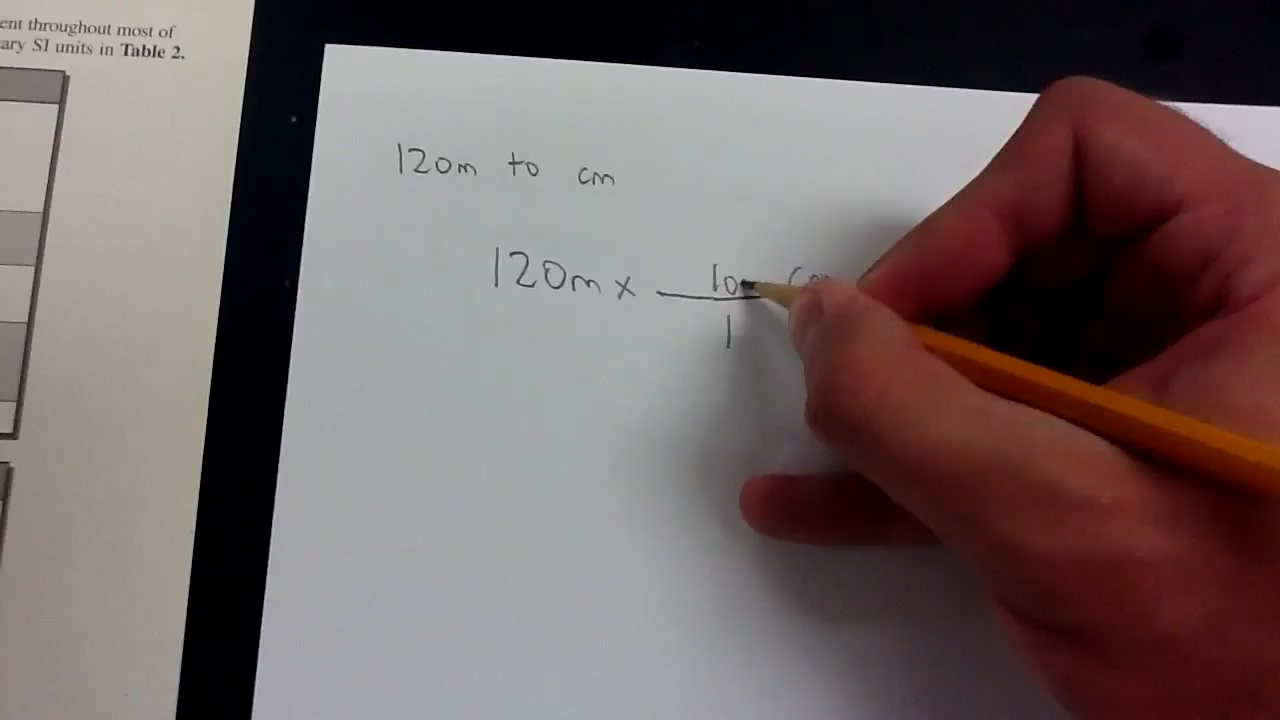 ent throughout most of
ary SI units in Table 2.
120m to cm
120m x 10
1